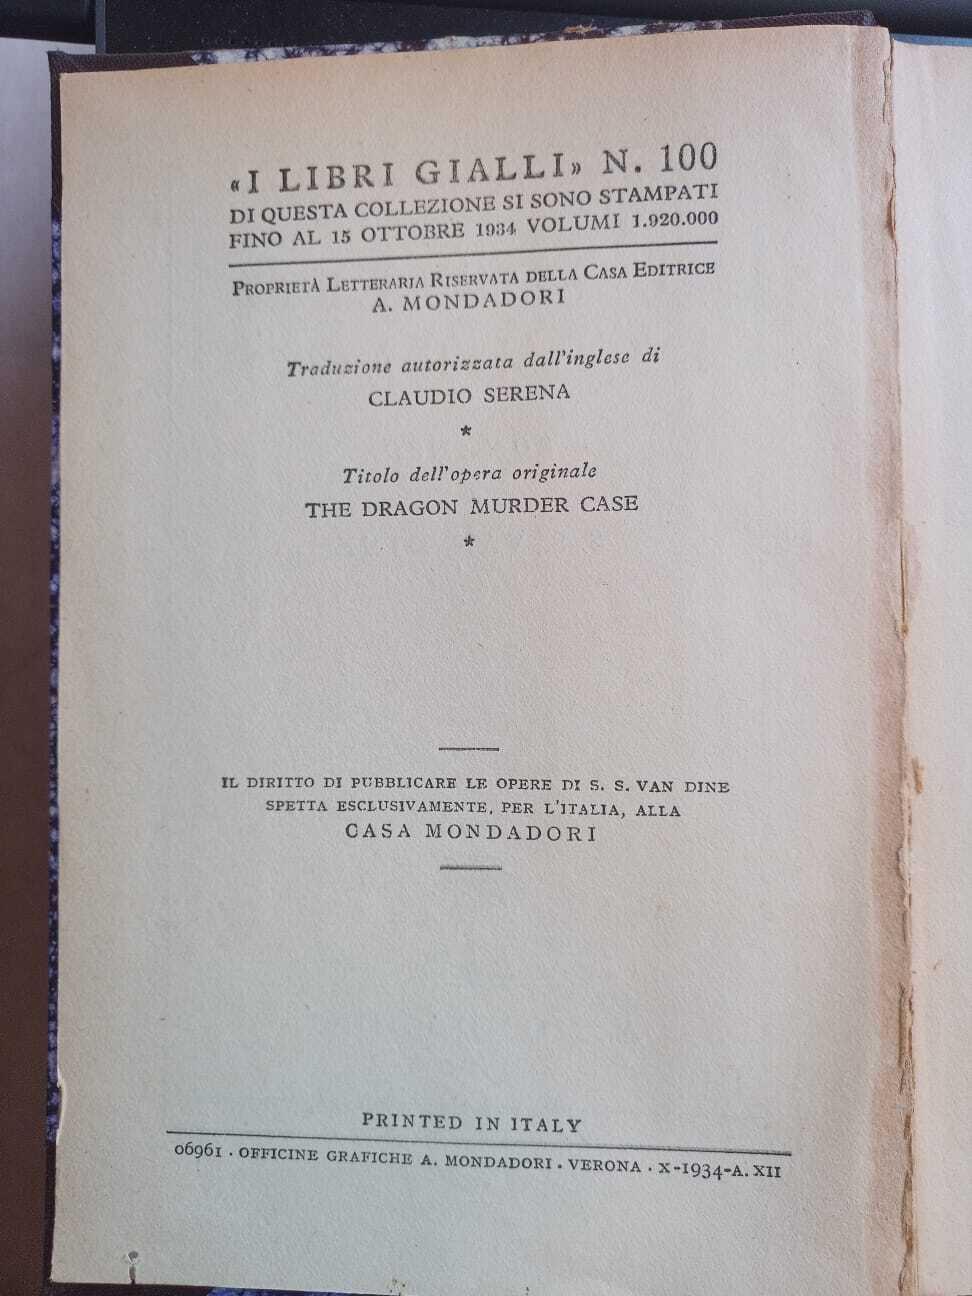 «I LIBRI GIALLI» N. 100
DI QUESTA COLLEZIONE SI SONO STAMPATI
FINO AL 15 OTTOBRE 1934 VOLUMI 1.920.000
PROPRIETÀ LETTERARIA RISERVATA DELLA CASA EDITRICE
A. MONDADORI
Traduzione autorizzata dall'inglese di
CLAUDIO SERENA
*
Titolo dell'opera originale
THE DRAGON MURDER CASE
*
IL DIRITTO DI PUBBLICARE LE OPERE DI S. S. VAN DINE
SPETTA ESCLUSIVAMENTE, PER L'ITALIA, ALLA
CASA MONDADORI
PRINTED IN ITALY
06961 · OFFICINE GRAFICHE A. MONDADORI · VERONA · X-1934-A. XII